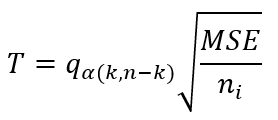 T = q_{α(k,n−k)} √(MSE / n_i)